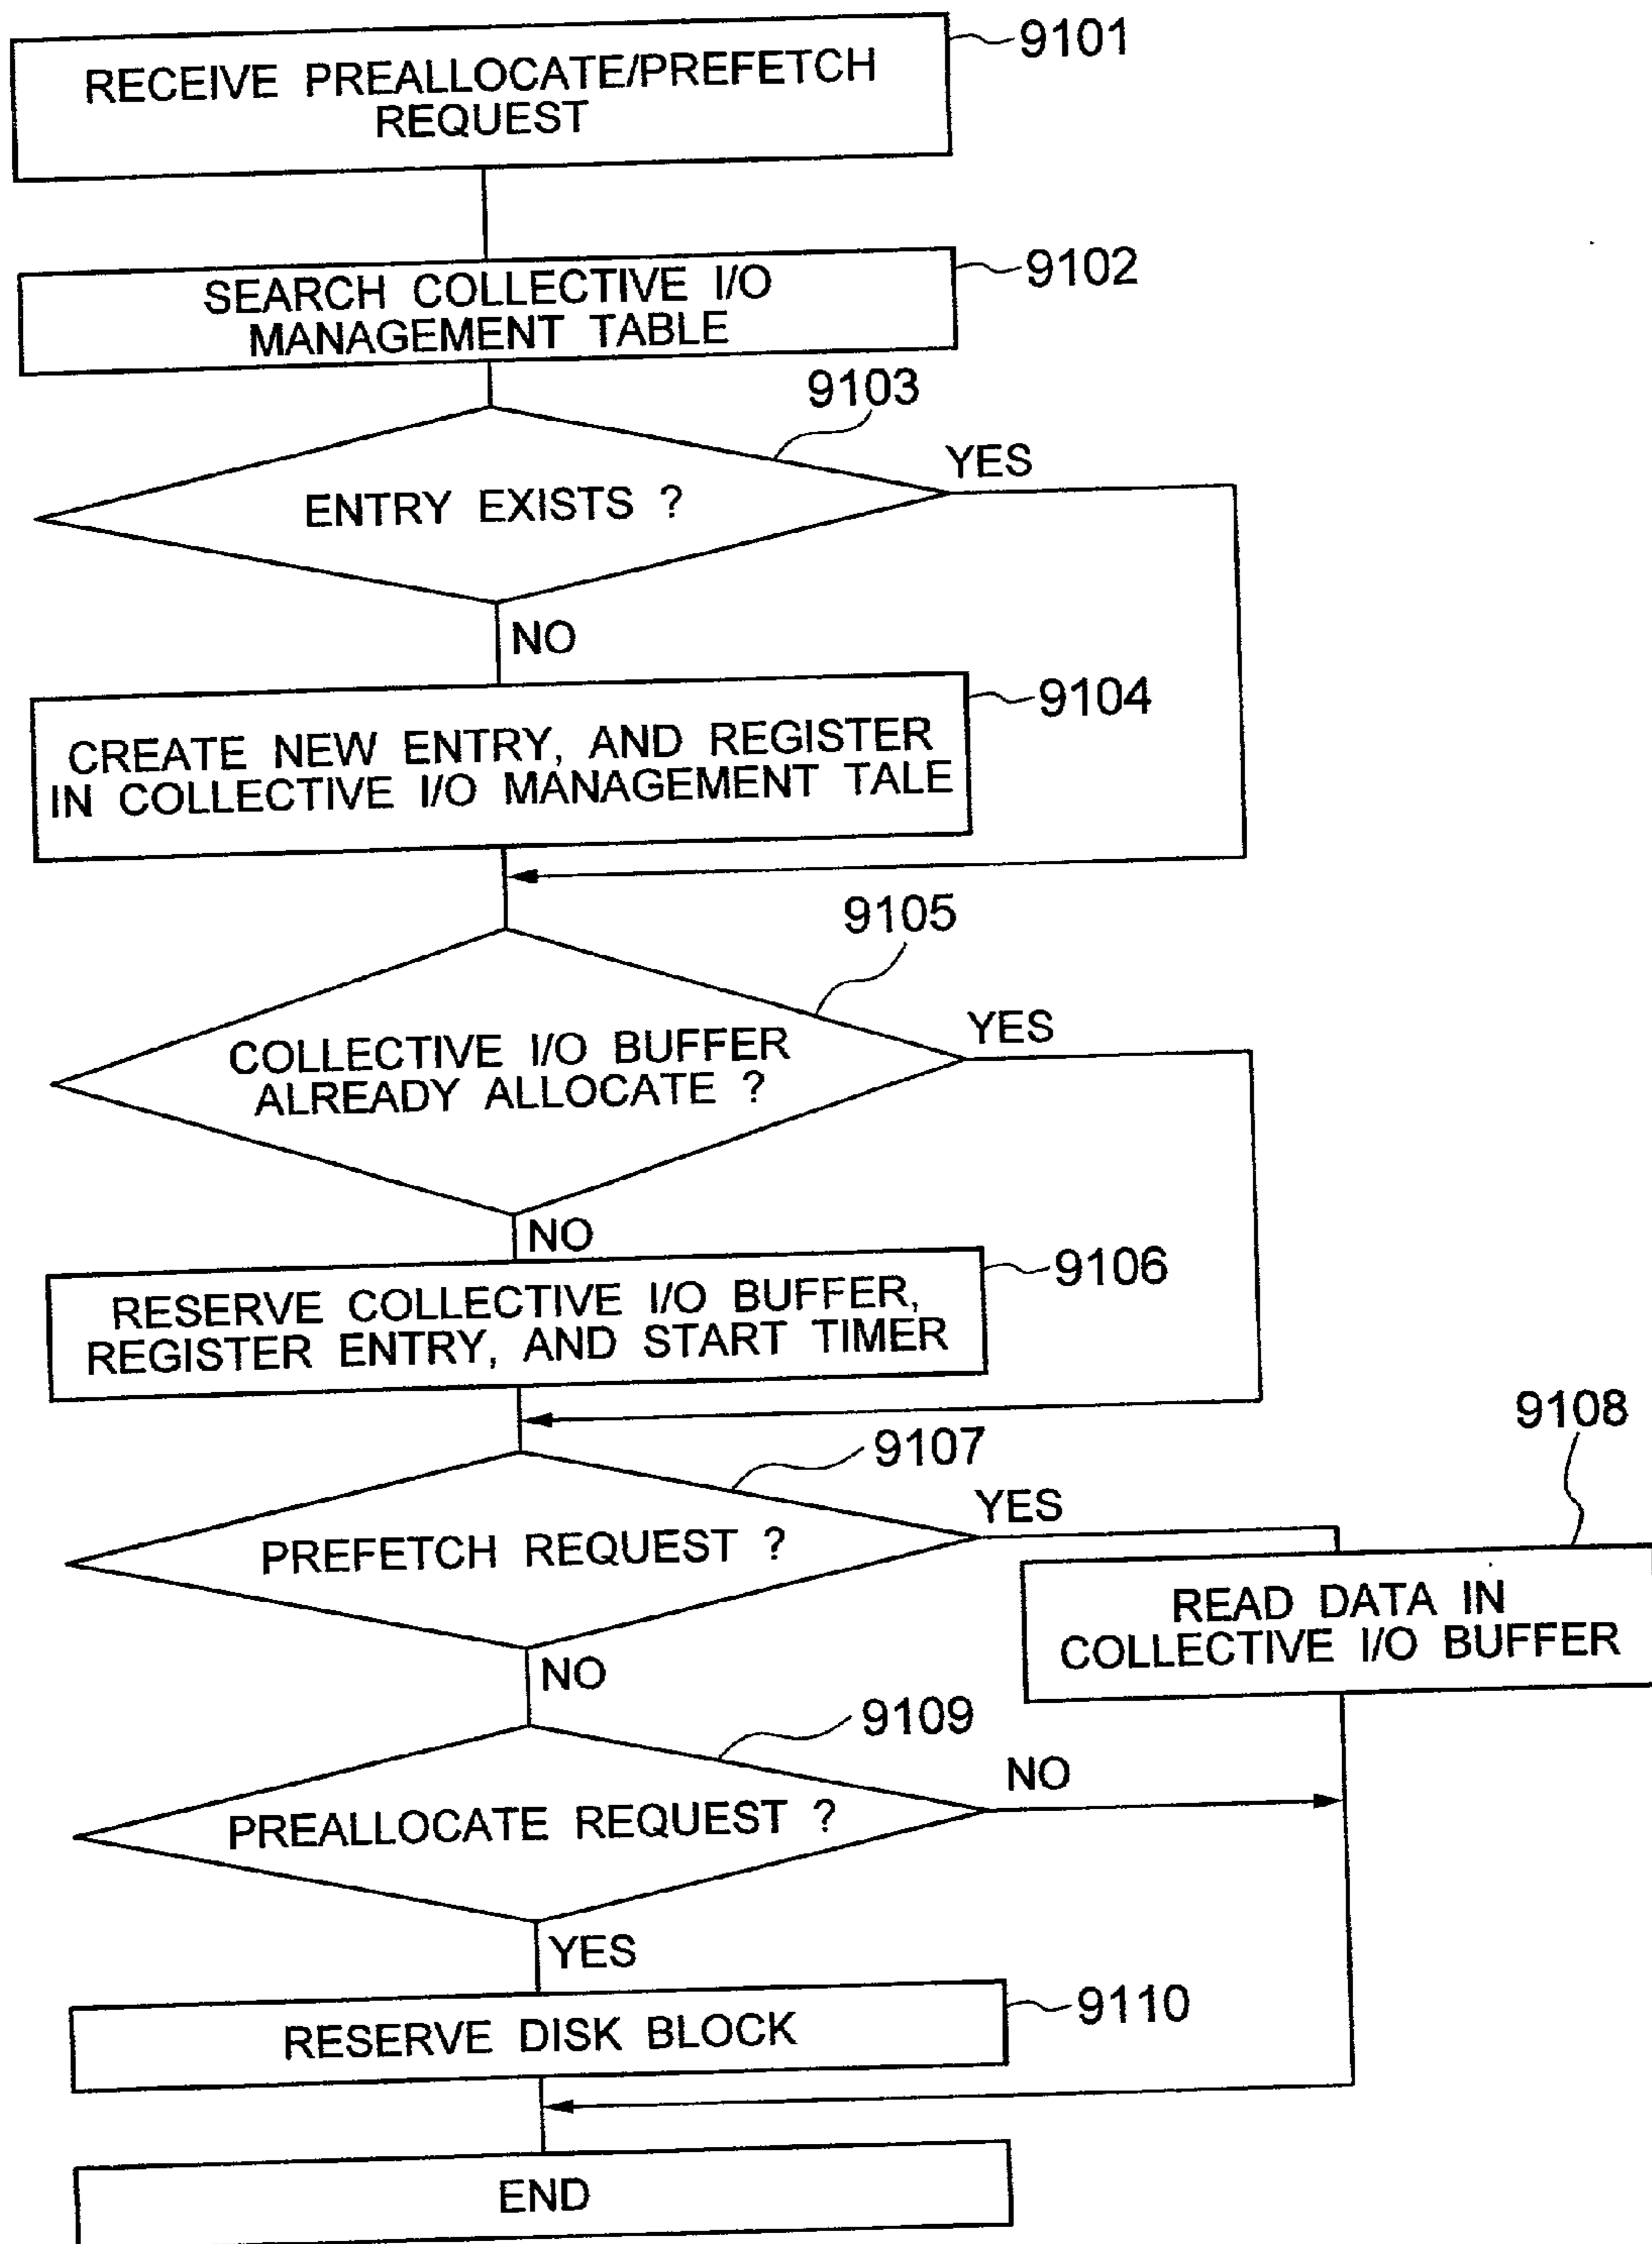 RECEIVE PREALLOCATE/PREFETCH
REQUEST
9101
SEARCH COLLECTIVE I/O
MANAGEMENT TABLE
9102
9103
ENTRY EXISTS ?
YES
NO
9104
CREATE NEW ENTRY, AND REGISTER
IN COLLECTIVE I/O MANAGEMENT TALE
9105
COLLECTIVE I/O BUFFER
ALREADY ALLOCATE ?
YES
NO
9106
RESERVE COLLECTIVE I/O BUFFER,
REGISTER ENTRY, AND START TIMER
9107
9108
PREFETCH REQUEST ?
YES
READ DATA IN
COLLECTIVE I/O BUFFER
NO
9109
PREALLOCATE REQUEST ?
NO
YES
9110
RESERVE DISK BLOCK
END